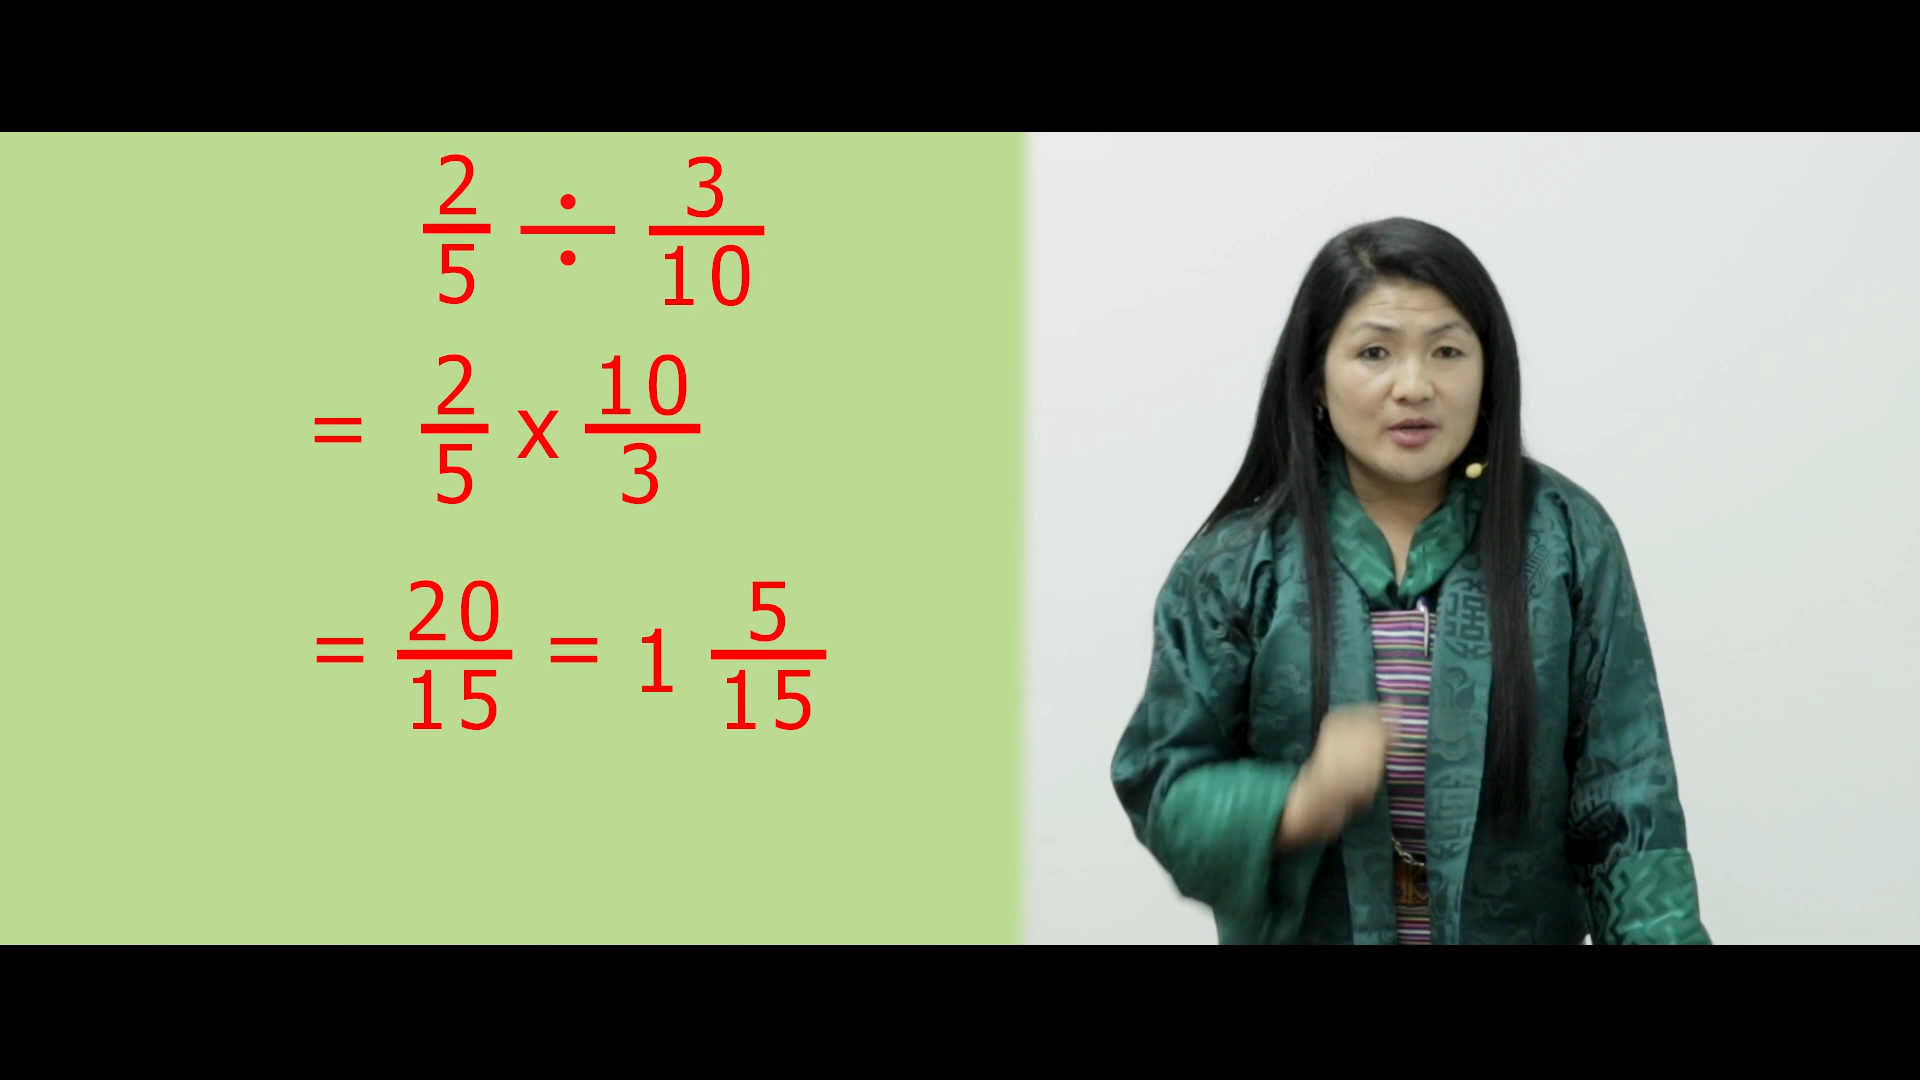 2/5 ÷ 3/10
= 2/5 x 10/3
= 20/15 = 1 5/15